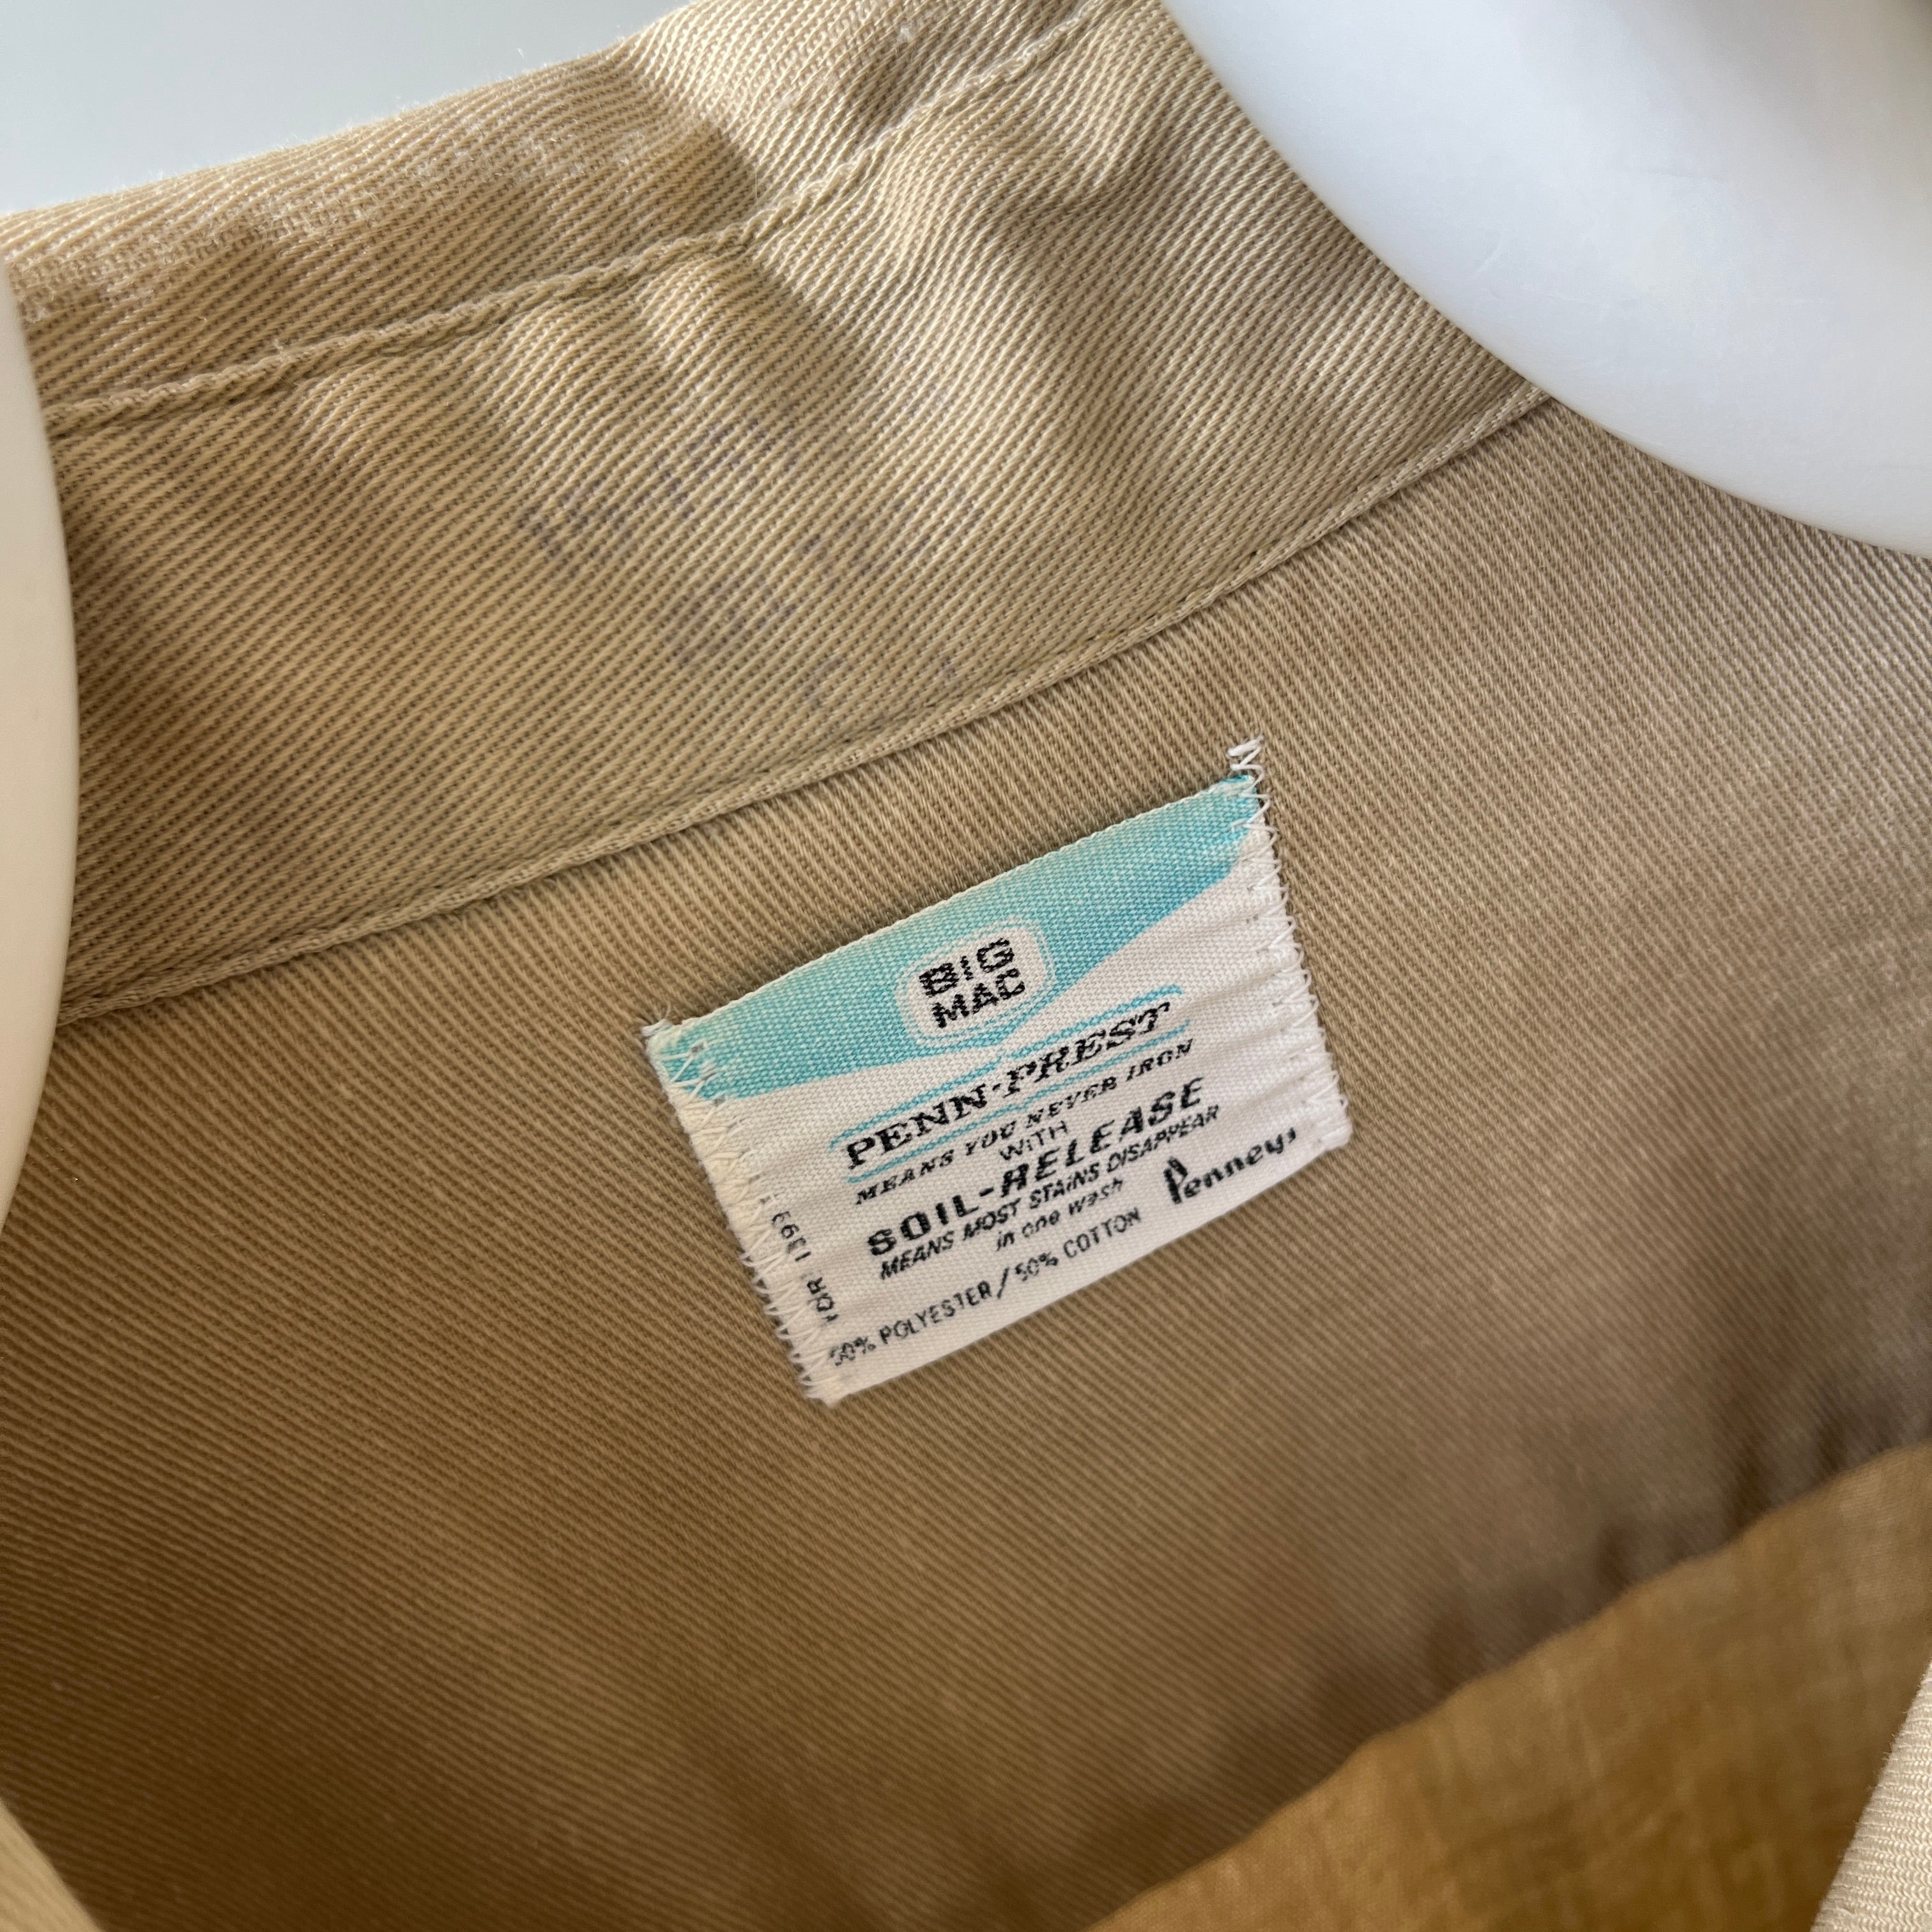 BIG
MAC
PENN-PREST
MEANS YOU NEVER IRON
WITH
SOIL-RELEASE
MEANS MOST STAINS DISAPPEAR
in one wash
Penneys
50% POLYESTER/50% COTTON